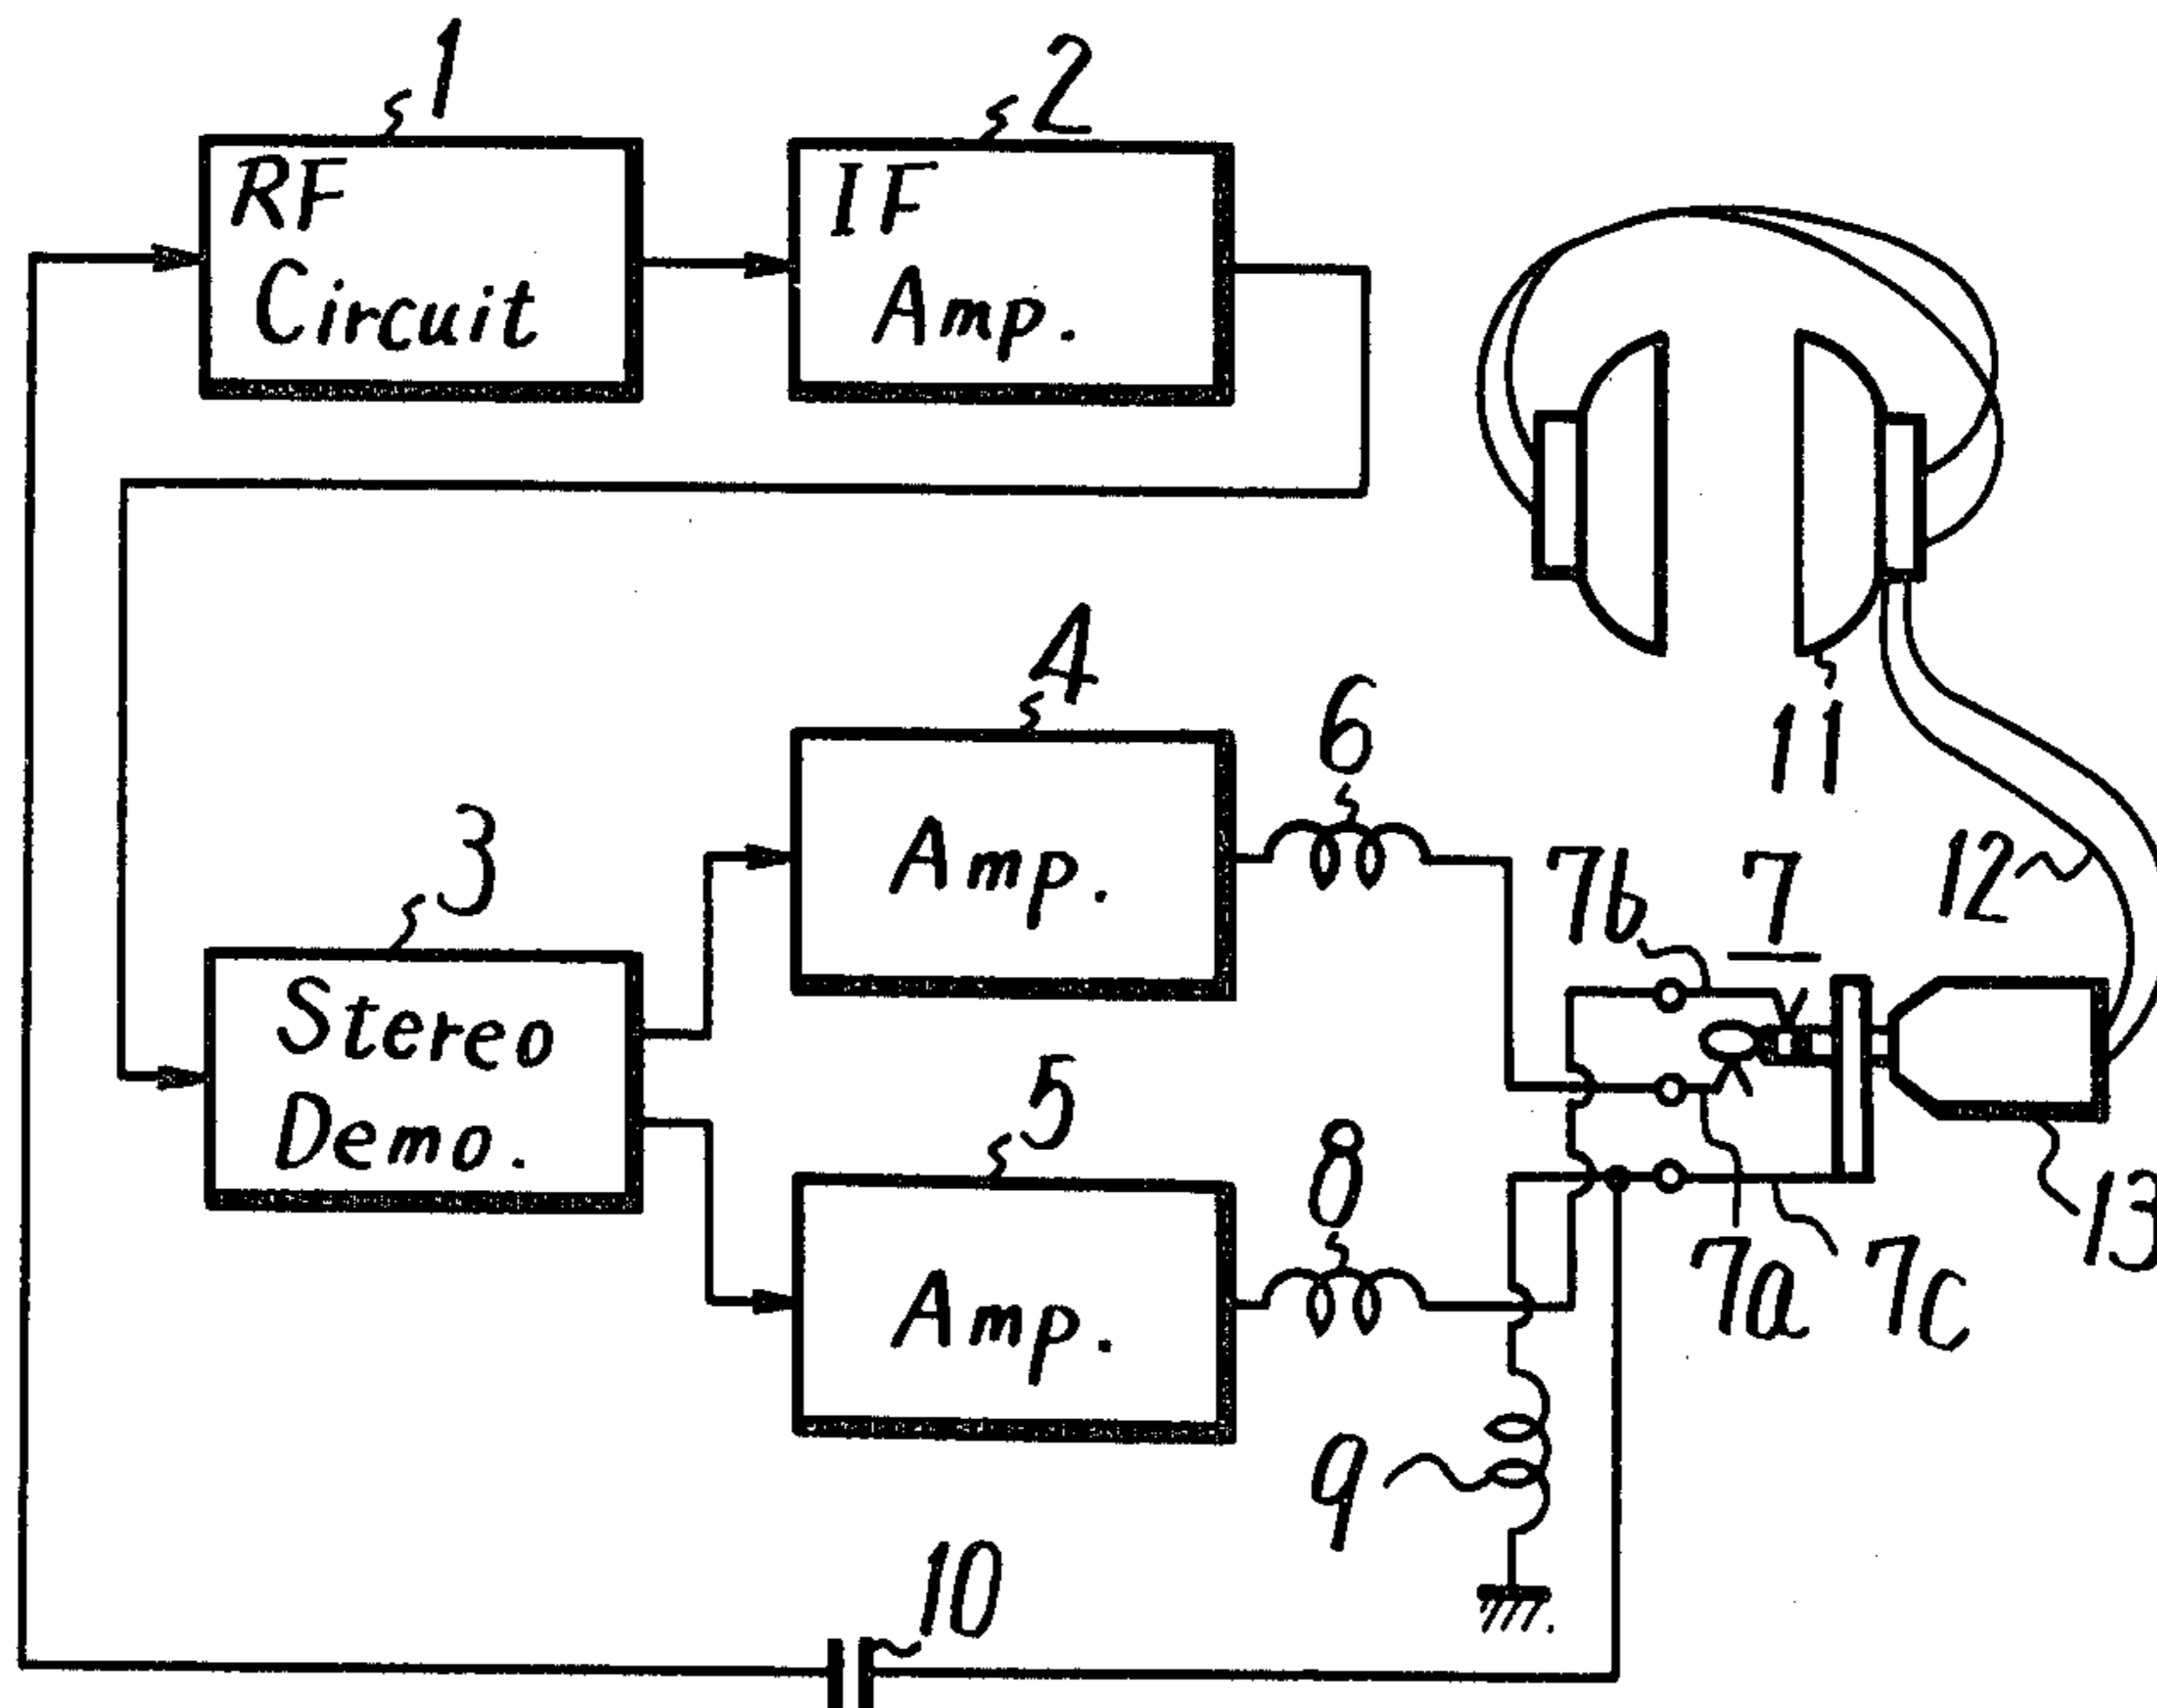 1
2
RF
Circuit
IF
Amp.
4
6
11
3
Amp.
7b
7
12
Stereo
Demo.
5
8
13
Amp.
7a
7c
9
10